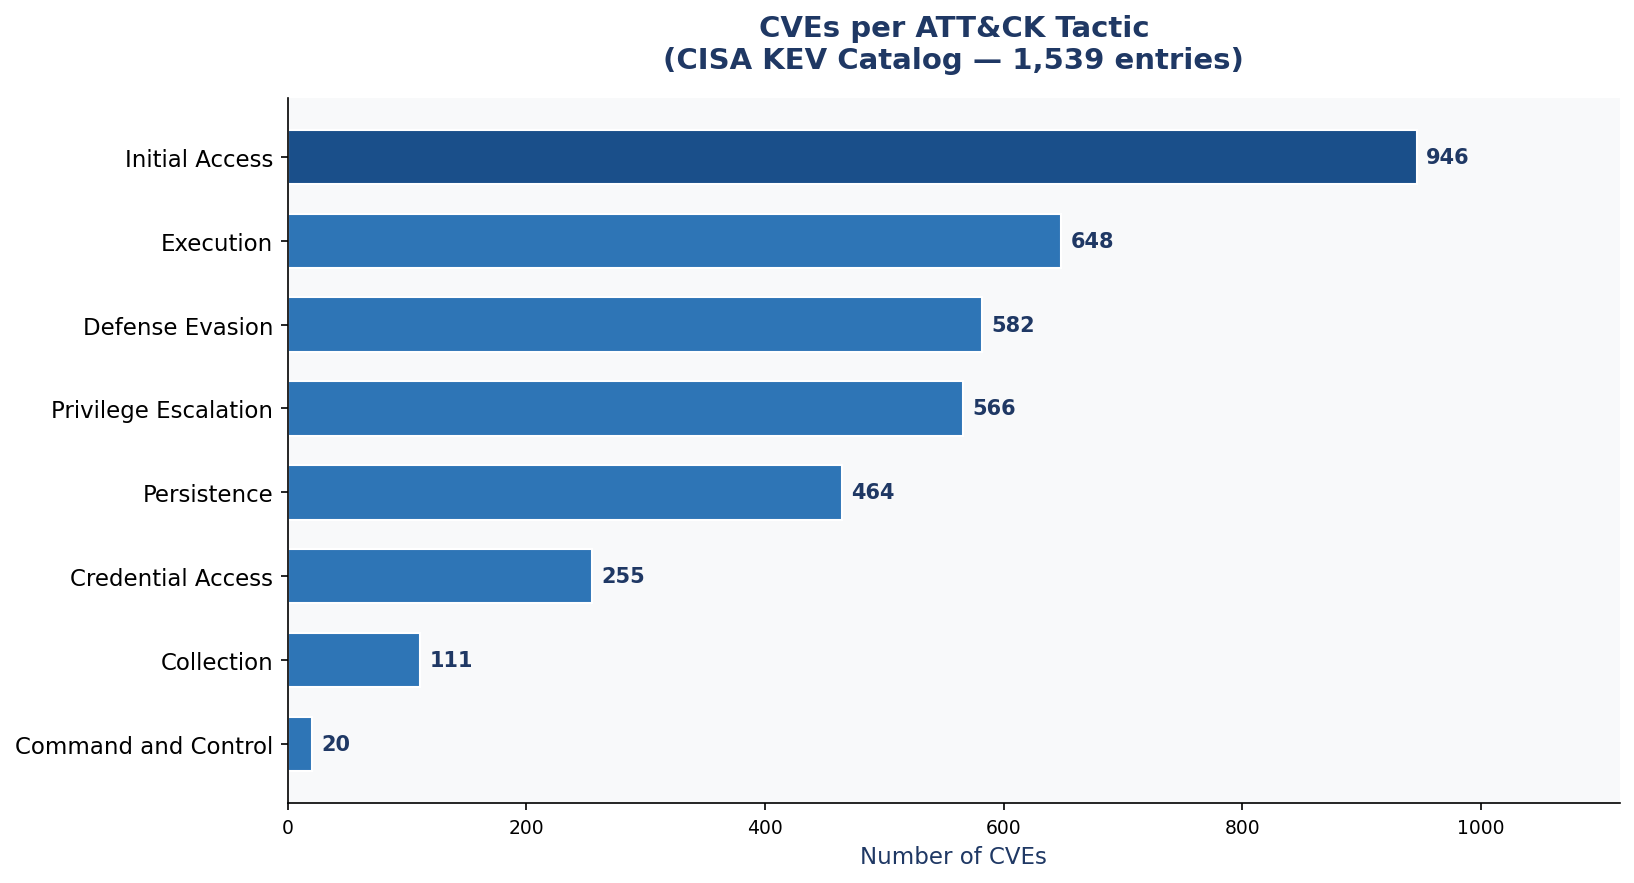 CVEs per ATT&CK Tactic
(CISA KEV Catalog — 1,539 entries)
Initial Access 946
Execution 648
Defense Evasion 582
Privilege Escalation 566
Persistence 464
Credential Access 255
Collection 111
Command and Control 20
0 200 400 600 800 1000
Number of CVEs